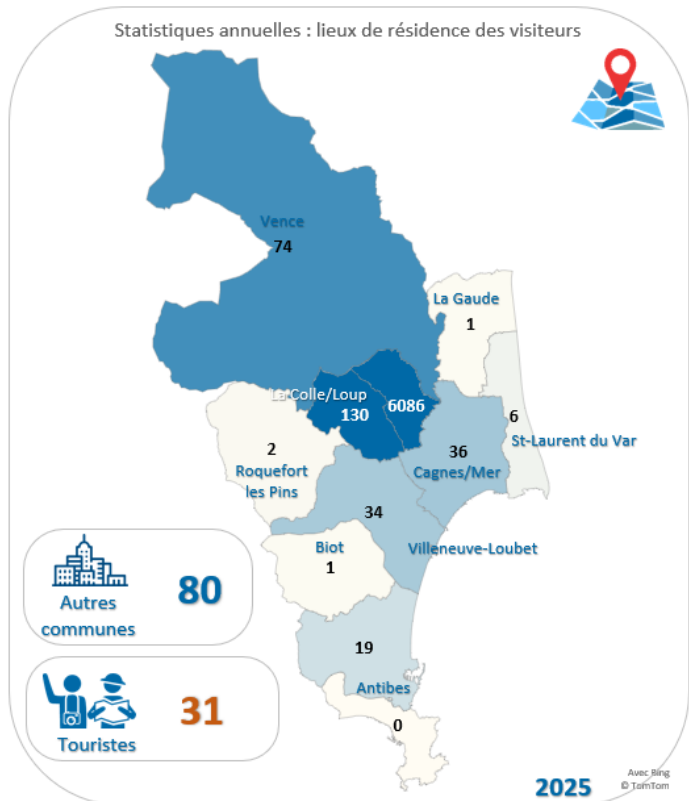 Statistiques annuelles : lieux de résidence des visiteurs
Vence
74
La Gaude
1
La Colle/Loup
130
6086
6
St-Laurent du Var
36
Cagnes/Mer
2
Roquefort
les Pins
34
Villeneuve-Loubet
Biot
1
Autres
communes
80
19
Antibes
Touristes
31
0
2025
Avec Bing
© TomTom